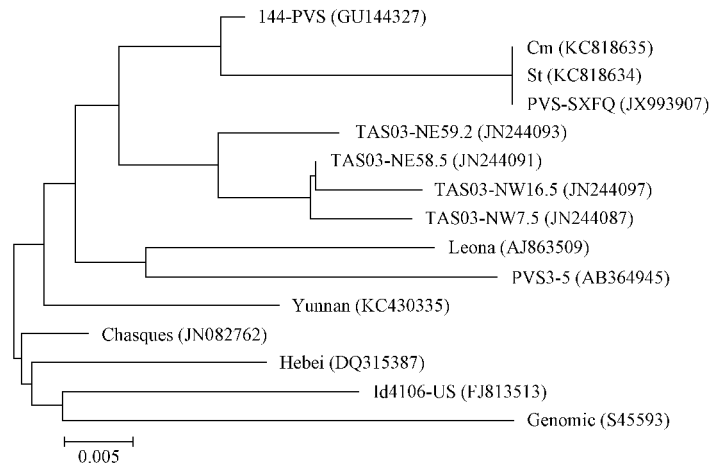 144-PVS (GU144327)
Cm (KC818635)
St (KC818634)
PVS-SXFQ (JX993907)
TAS03-NE59.2 (JN244093)
TAS03-NE58.5 (JN244091)
TAS03-NW16.5 (JN244097)
TAS03-NW7.5 (JN244087)
Leona (AJ863509)
PVS3-5 (AB364945)
Yunnan (KC430335)
Chasques (JN082762)
Hebei (DQ315387)
Id4106-US (FJ813513)
Genomic (S45593)
0.005